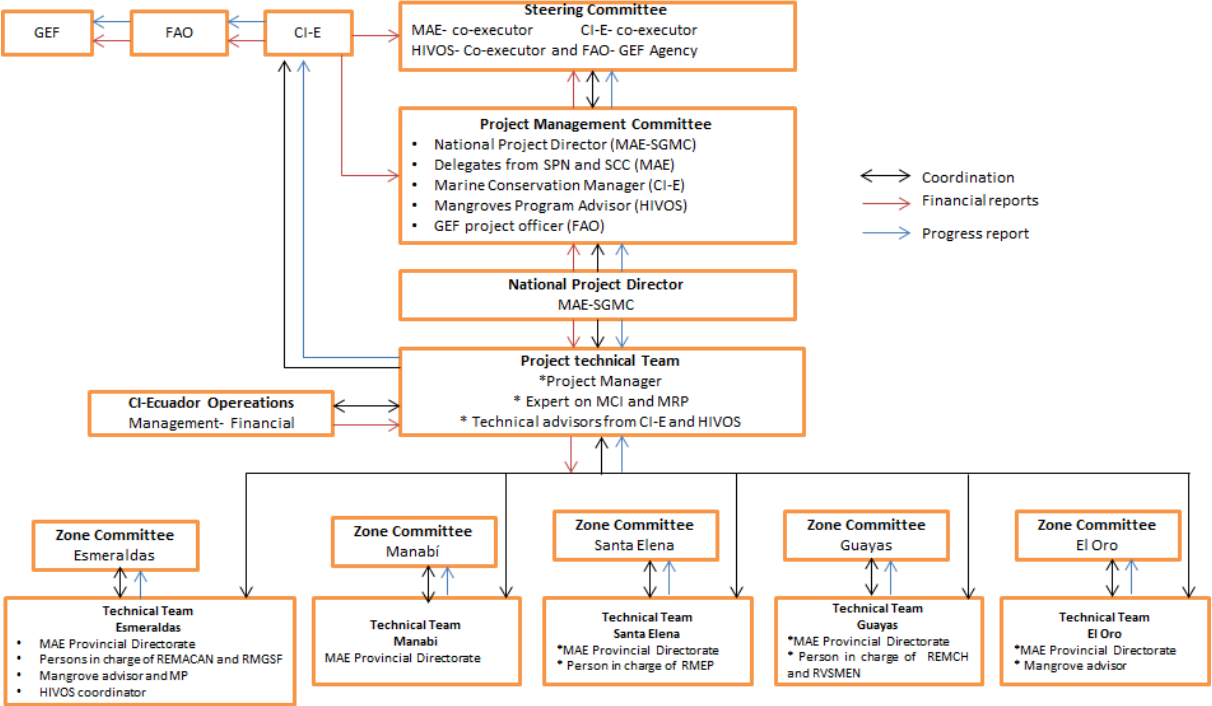 GEF
FAO
CI-E
Steering Committee
MAE- co-executor CI-E- co-executor
HIVOS- Co-executor and FAO- GEF Agency
Project Management Committee
• National Project Director (MAE-SGMC)
• Delegates from SPN and SCC (MAE)
• Marine Conservation Manager (CI-E)
• Mangroves Program Advisor (HIVOS)
• GEF project officer (FAO)
Coordination
Financial reports
Progress report
National Project Director
MAE-SGMC
Project technical Team
*Project Manager
* Expert on MCI and MRP
* Technical advisors from CI-E and HIVOS
CI-Ecuador Opereations
Management- Financial
Zone Committee
Esmeraldas
Zone Committee
Manabí
Zone Committee
Santa Elena
Zone Committee
Guayas
Zone Committee
El Oro
Technical Team
Esmeraldas
• MAE Provincial Directorate
• Persons in charge of REMACAN and RMGSF
• Mangrove advisor and MP
• HIVOS coordinator
Technical Team
Manabi
MAE Provincial Directorate
Technical Team
Santa Elena
*MAE Provincial Directorate
* Person in charge of RMEP
Technical Team
Guayas
*MAE Provincial Directorate
* Person in charge of REMCH
and RVSMEN
Technical Team
El Oro
*MAE Provincial Directorate
* Mangrove advisor